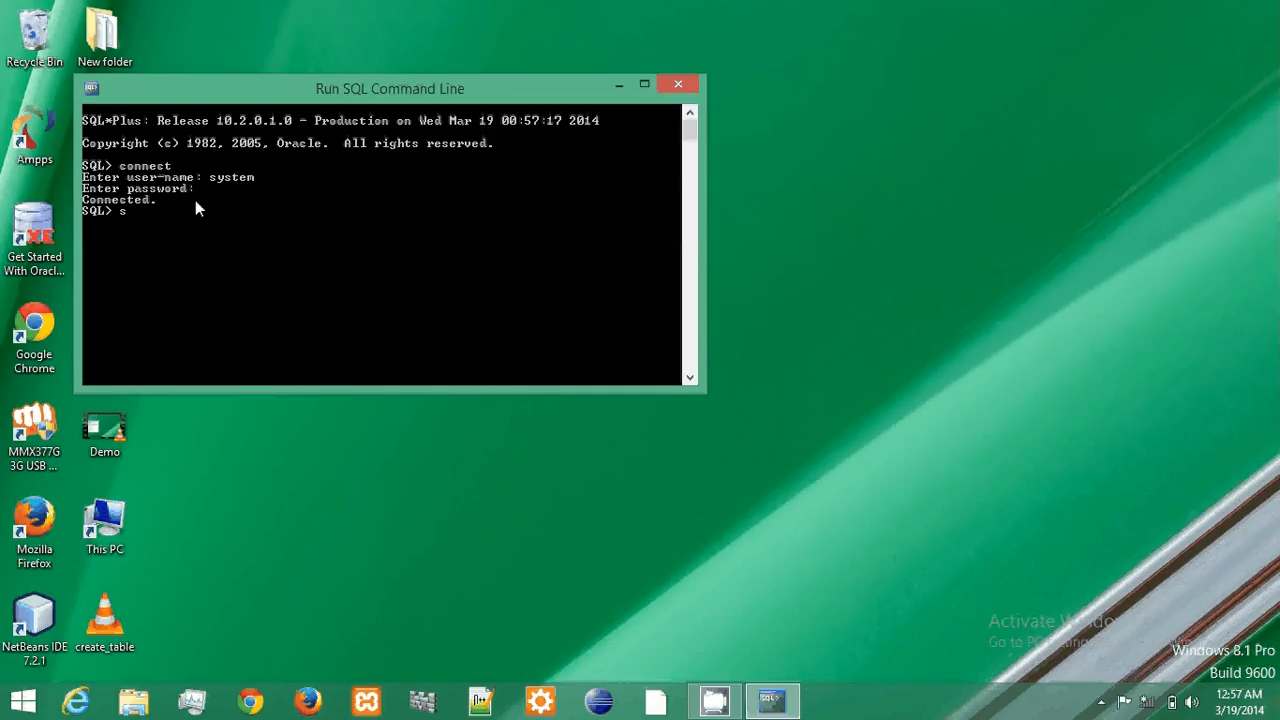 Recycle Bin
New folder
Ampps
Get Started
With Oracl...
Google
Chrome
MMX377G
3G USB ...
Demo
Mozilla
Firefox
This PC
NetBeans IDE
7.2.1
create_table
Run SQL Command Line
SQL*Plus: Release 10.2.0.1.0 - Production on Wed Mar 19 00:57:17 2014
Copyright (c) 1982, 2005, Oracle.  All rights reserved.
SQL> connect
Enter user-name: system
Enter password:
Connected.
SQL> s
Activate Windo
Go to PC
Windows 8.1 Pro
Build 9600
12:57 AM
3/19/2014